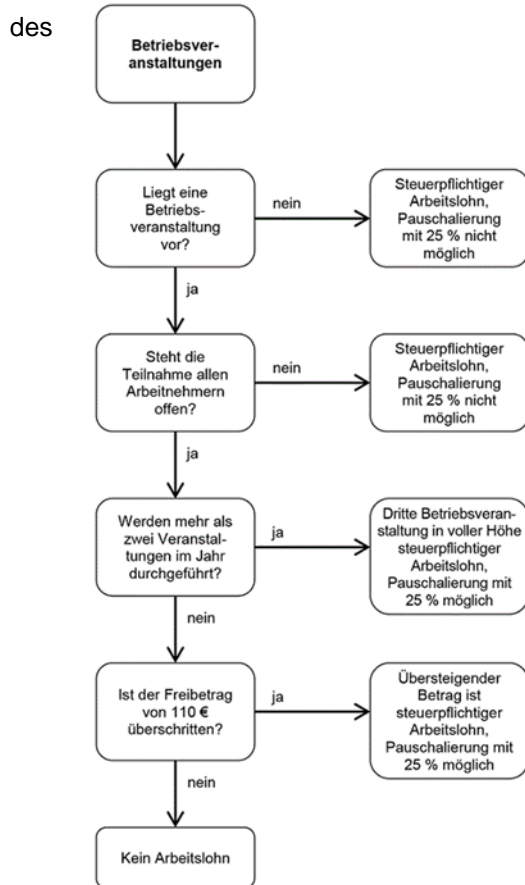 des
Betriebsver-
anstaltungen
Liegt eine
Betriebs-
veranstaltung
vor?
nein
Steuerpflichtiger
Arbeitslohn,
Pauschalierung
mit 25 % nicht
möglich
ja
Steht die
Teilnahme allen
Arbeitnehmern
offen?
nein
Steuerpflichtiger
Arbeitslohn,
Pauschalierung
mit 25 % nicht
möglich
ja
Werden mehr als
zwei Veranstal-
tungen im Jahr
durchgeführt?
ja
Dritte Betriebsveran-
staltung in voller Höhe
steuerpflichtiger
Arbeitslohn,
Pauschalierung mit
25 % möglich
nein
Ist der Freibetrag
von 110 €
überschritten?
ja
Übersteigender
Betrag ist
steuerpflichtiger
Arbeitslohn,
Pauschalierung mit
25 % möglich
nein
Kein Arbeitslohn